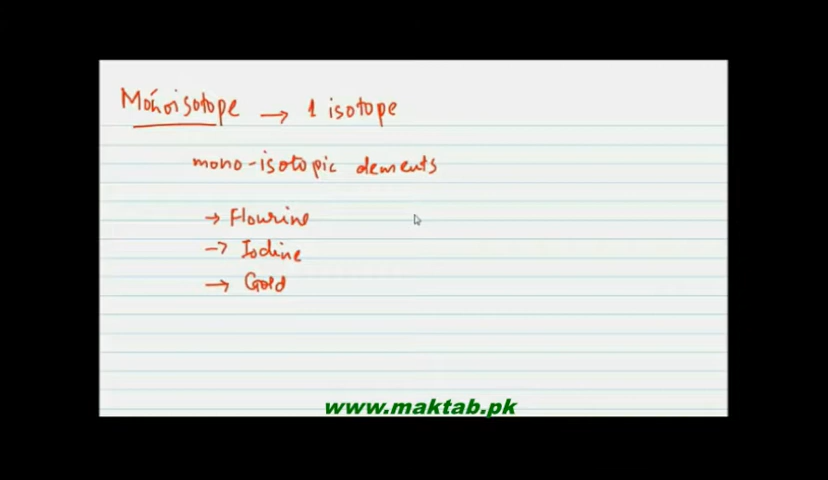 Monoisotope → 1 isotope
mono-isotopic elements
→ Flourine
→ Iodine
→ Gold
www.maktab.pk